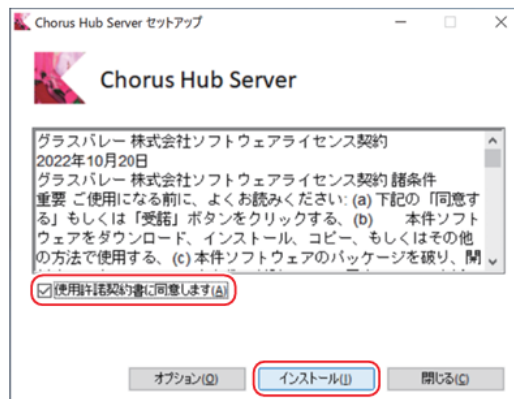 Chorus Hub Server セットアップ
Chorus Hub Server
グラスバレー 株式会社ソフトウェアライセンス契約
2022年10月20日
グラスバレー 株式会社ソフトウェアライセンス契約 諸条件
重要 ご使用になる前に、よくお読みください: (a) 下記の「同意す
る」もしくは「受諾」ボタンをクリックする、(b) 本件ソフト
ウェアをダウンロード、インストール、コピー、もしくはその他
の方法で使用する、(c) 本件ソフトウェアのパッケージを破り、開
使用許諾契約書に同意します(A)
オプション(O)
インストール(I)
閉じる(C)